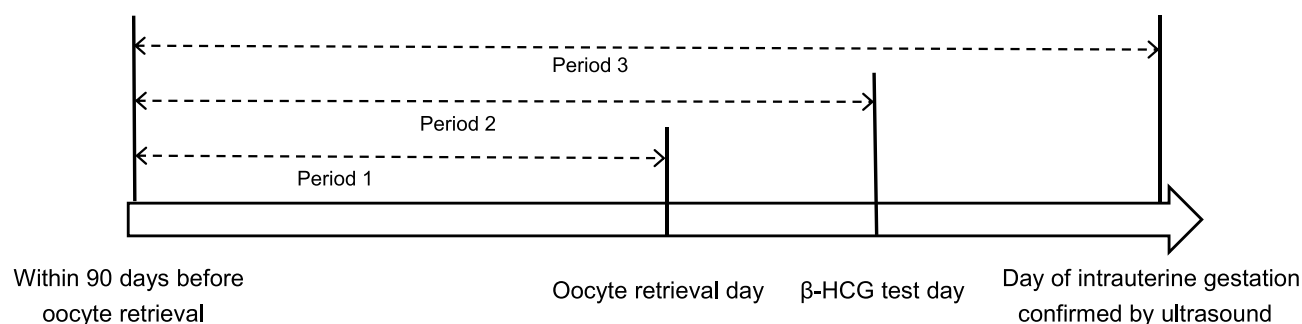 Period 3
Period 2
Period 1
Within 90 days before
oocyte retrieval
Oocyte retrieval day
β-HCG test day
Day of intrauterine gestation
confirmed by ultrasound